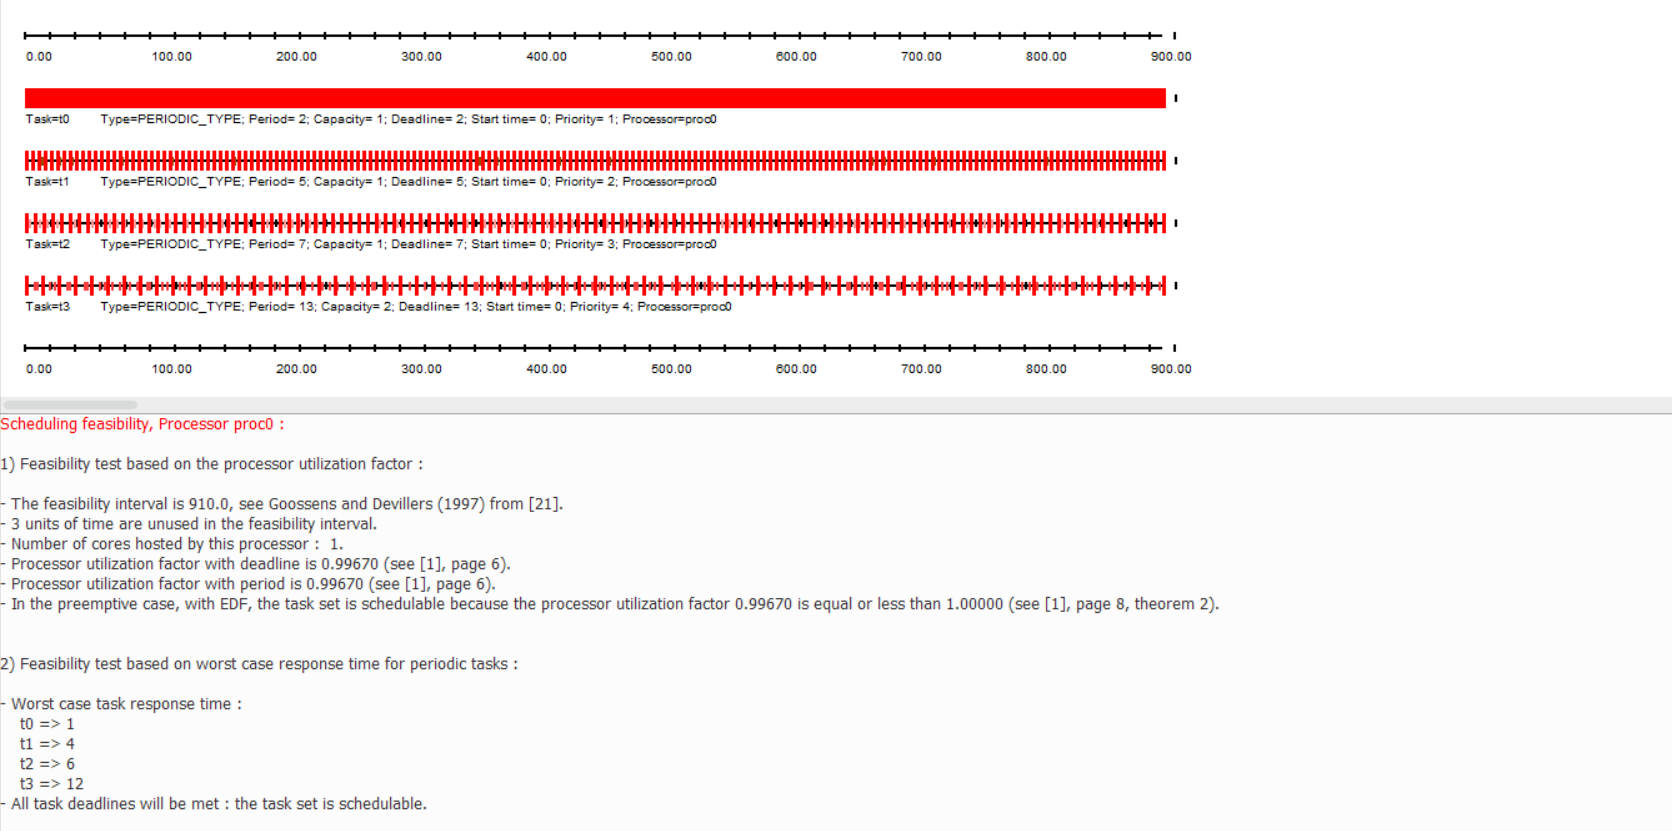 0.00 100.00 200.00 300.00 400.00 500.00 600.00 700.00 800.00 900.00
Task=t0 Type=PERIODIC_TYPE; Period= 2; Capacity= 1; Deadline= 2; Start time= 0; Priority= 1; Processor=proc0
Task=t1 Type=PERIODIC_TYPE; Period= 5; Capacity= 1; Deadline= 5; Start time= 0; Priority= 2; Processor=proc0
Task=t2 Type=PERIODIC_TYPE; Period= 7; Capacity= 1; Deadline= 7; Start time= 0; Priority= 3; Processor=proc0
Task=t3 Type=PERIODIC_TYPE; Period= 13; Capacity= 2; Deadline= 13; Start time= 0; Priority= 4; Processor=proc0
0.00 100.00 200.00 300.00 400.00 500.00 600.00 700.00 800.00 900.00
Scheduling feasibility, Processor proc0 :
1) Feasibility test based on the processor utilization factor :
- The feasibility interval is 910.0, see Goossens and Devillers (1997) from [21].
- 3 units of time are unused in the feasibility interval.
- Number of cores hosted by this processor : 1.
- Processor utilization factor with deadline is 0.99670 (see [1], page 6).
- Processor utilization factor with period is 0.99670 (see [1], page 6).
- In the preemptive case, with EDF, the task set is schedulable because the processor utilization factor 0.99670 is equal or less than 1.00000 (see [1], page 8, theorem 2).
2) Feasibility test based on worst case response time for periodic tasks :
- Worst case task response time :
t0 => 1
t1 => 4
t2 => 6
t3 => 12
- All task deadlines will be met : the task set is schedulable.